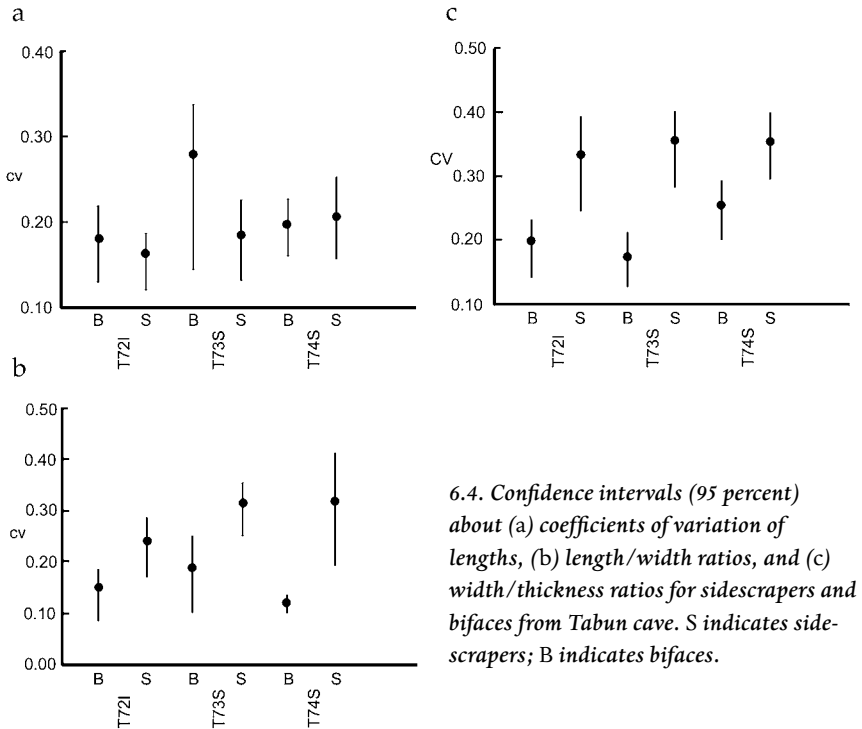 a
0.40
0.30
cv
0.20
0.10
B S B S B S
T72I T73S T74S
b
0.50
0.40
0.30
cv
0.20
0.10
0.00
B S B S B S
T72I T73S T74S
c
0.50
0.40
CV
0.30
0.20
0.10
B S B S B S
T72I T73S T74S
6.4. Confidence intervals (95 percent)
about (a) coefficients of variation of
lengths, (b) length/width ratios, and (c)
width/thickness ratios for sidescrapers and
bifaces from Tabun cave. S indicates side-
scrapers; B indicates bifaces.